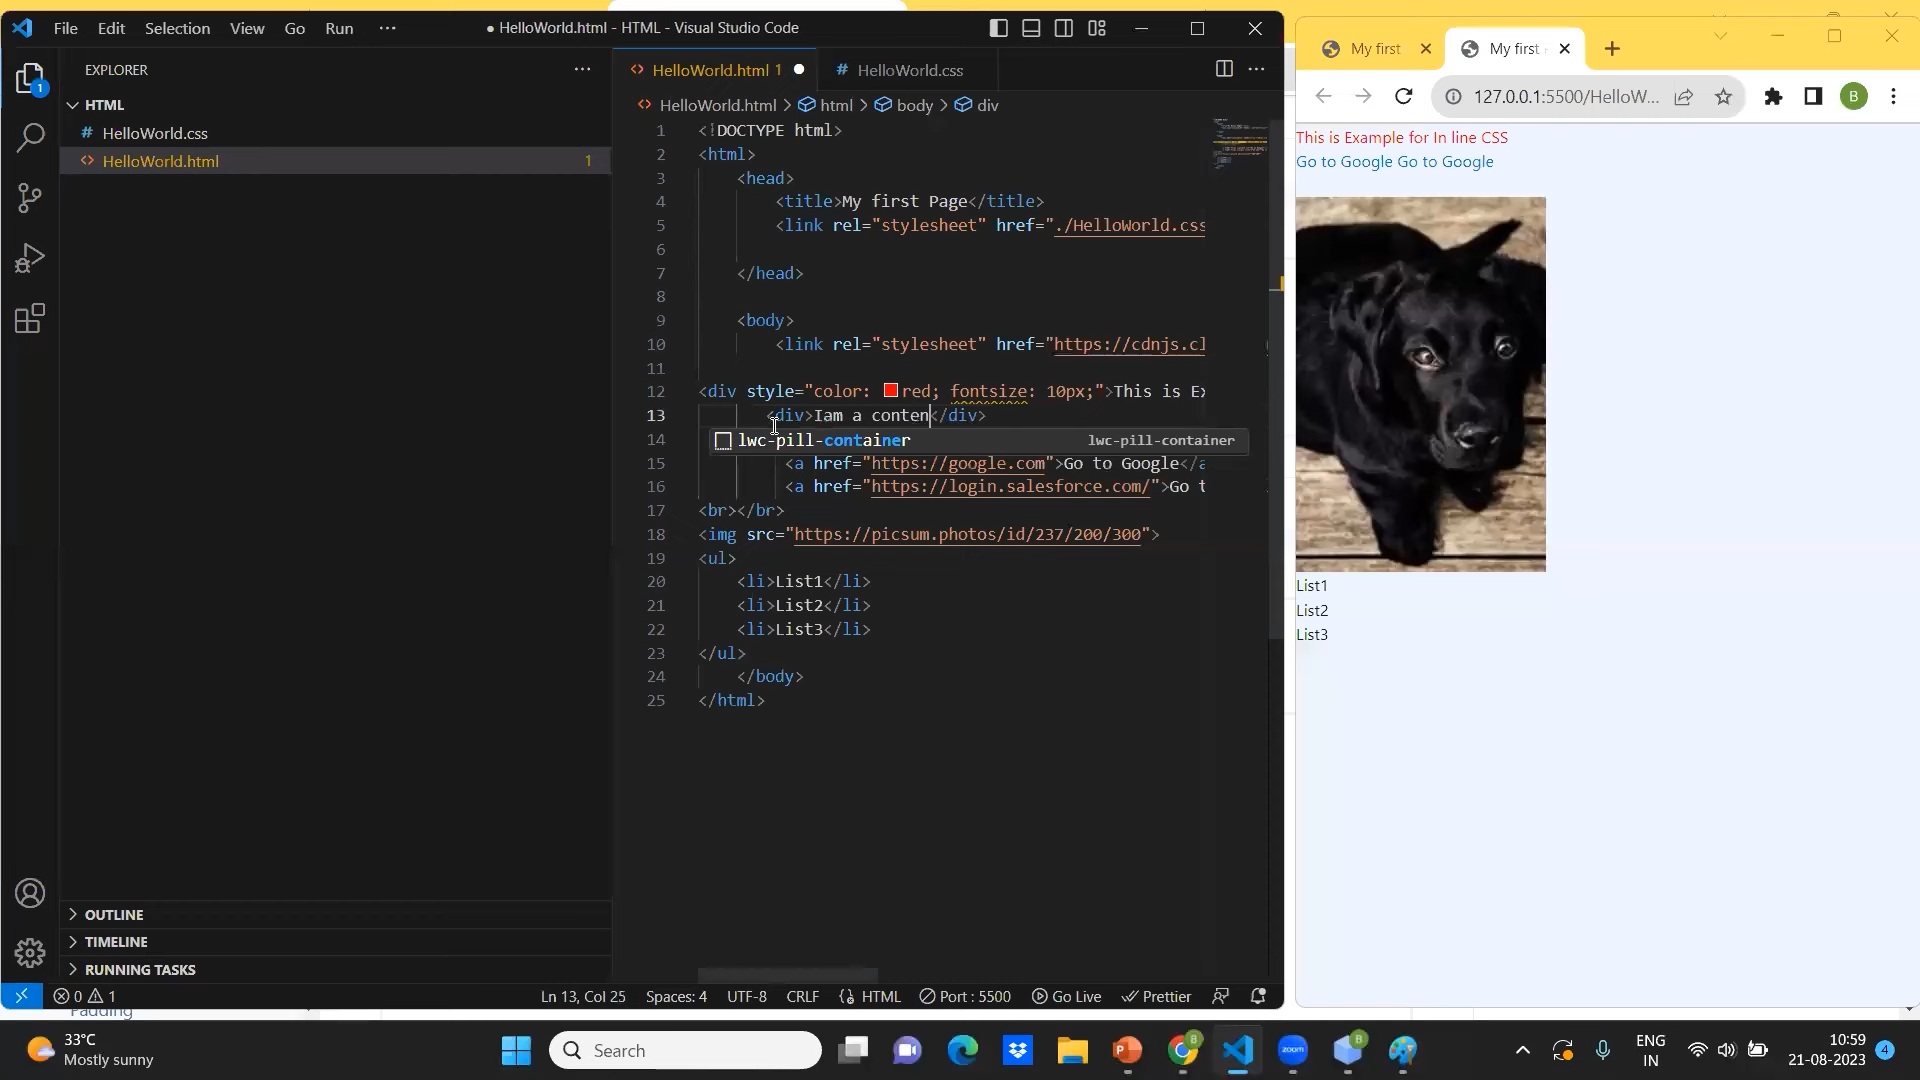 File Edit Selection View Go Run ··· ● HelloWorld.html - HTML - Visual Studio Code
EXPLORER
HTML
# HelloWorld.css
<> HelloWorld.html 1
1
OUTLINE
TIMELINE
RUNNING TASKS
<> HelloWorld.html 1 ● # HelloWorld.css
<> HelloWorld.html > html > body > div
1 <!DOCTYPE html>
2 <html>
3 <head>
4 <title>My first Page</title>
5 <link rel="stylesheet" href="./HelloWorld.css
6
7 </head>
8
9 <body>
10 <link rel="stylesheet" href="https://cdnjs.cl
11
12 <div style="color: red; fontsize: 10px;">This is Ex
13 <div>Iam a conten</div>
14 lwc-pill-container lwc-pill-container
15 <a href="https://google.com">Go to Google</a
16 <a href="https://login.salesforce.com/">Go t
17 <br></br>
18 <img src="https://picsum.photos/id/237/200/300">
19 <ul>
20 <li>List1</li>
21 <li>List2</li>
22 <li>List3</li>
23 </ul>
24 </body>
25 </html>
0 1 Ln 13, Col 25 Spaces: 4 UTF-8 CRLF HTML Port : 5500 Go Live Prettier
My first My first
127.0.0.1:5500/HelloW... B
This is Example for In line CSS
Go to Google Go to Google
List1
List2
List3
Padding
33°C
Mostly sunny
Search
zoom
ENG
IN
10:59
21-08-2023
4